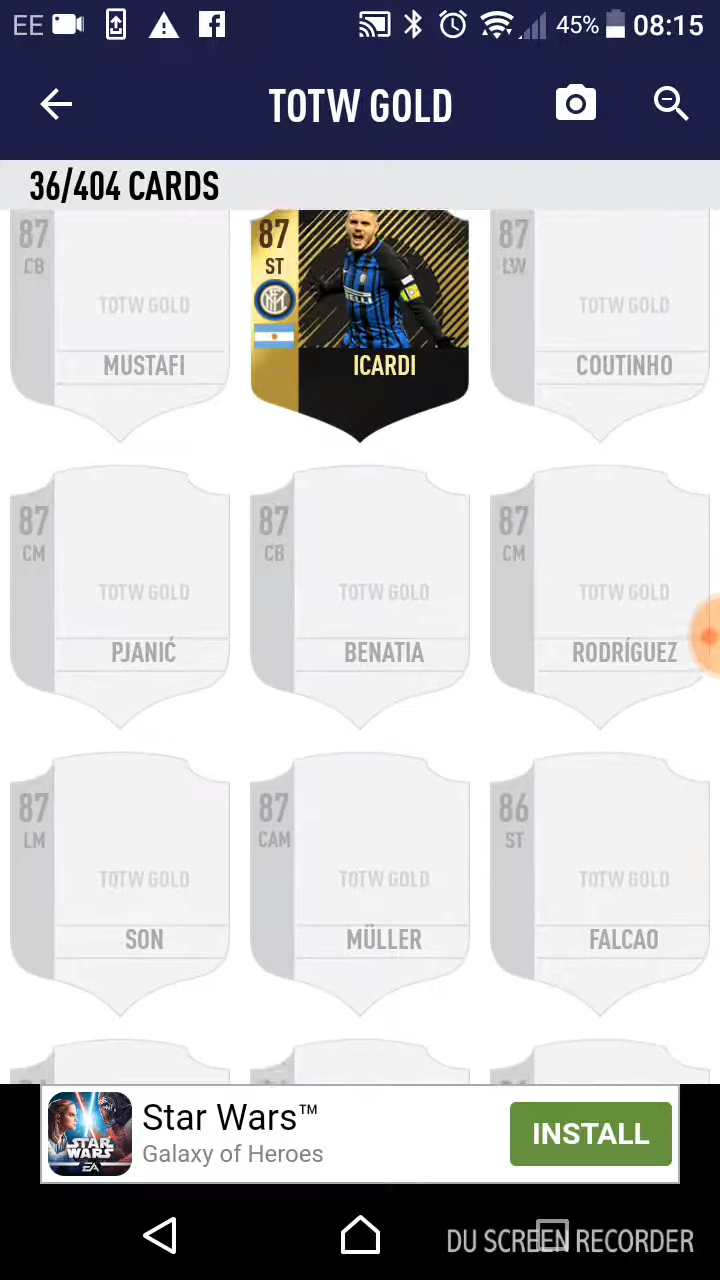 EE 45% 08:15
TOTW GOLD
36/404 CARDS
87 87 87
CB ST LW
TOTW GOLD TOTW GOLD
MUSTAFI ICARDI COUTINHO
87 87 87
CM CB CM
TOTW GOLD TOTW GOLD TOTW GOLD
PJANIĆ BENATIA RODRÍGUEZ
87 87 86
LM CAM ST
TOTW GOLD TOTW GOLD TOTW GOLD
SON MÜLLER FALCAO
STAR WARS
EA
Star Wars™
Galaxy of Heroes
INSTALL
DU SCREEN RECORDER